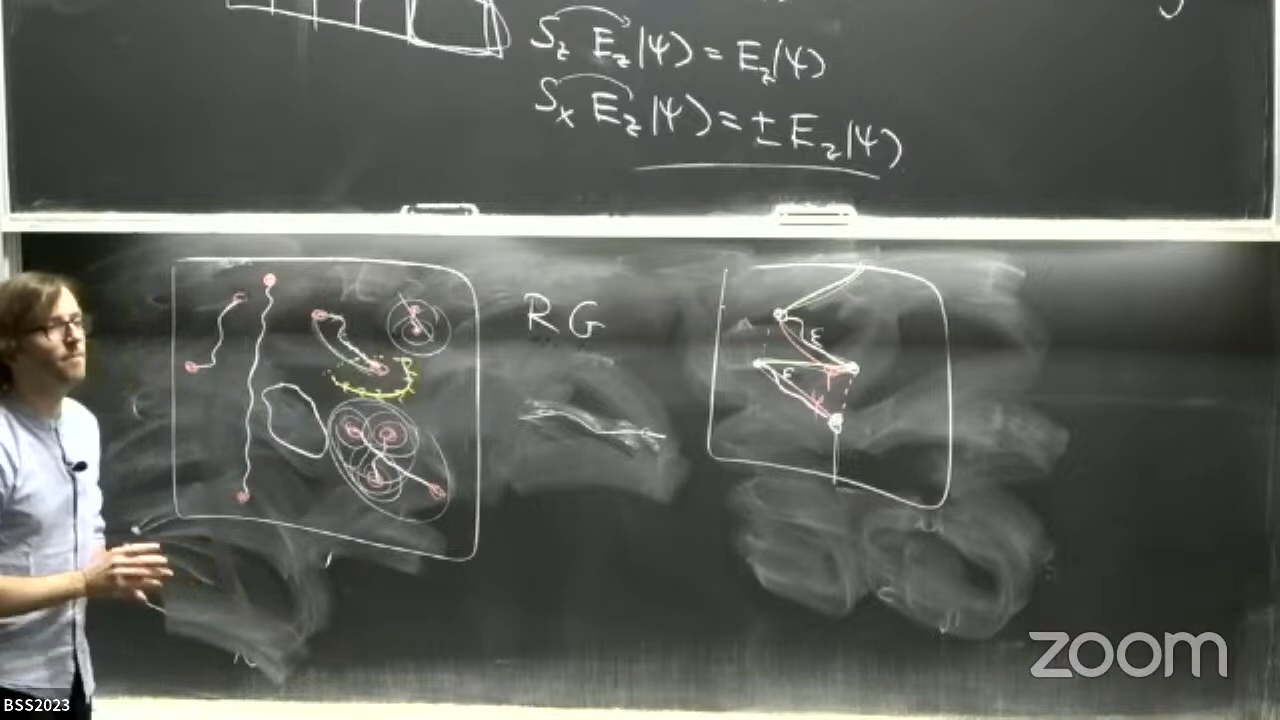 S_z E_z|ψ⟩ = E_z|ψ⟩
S_x E_z|ψ⟩ = ± E_z|ψ⟩
RG
ε
ε
zoom
BSS2023